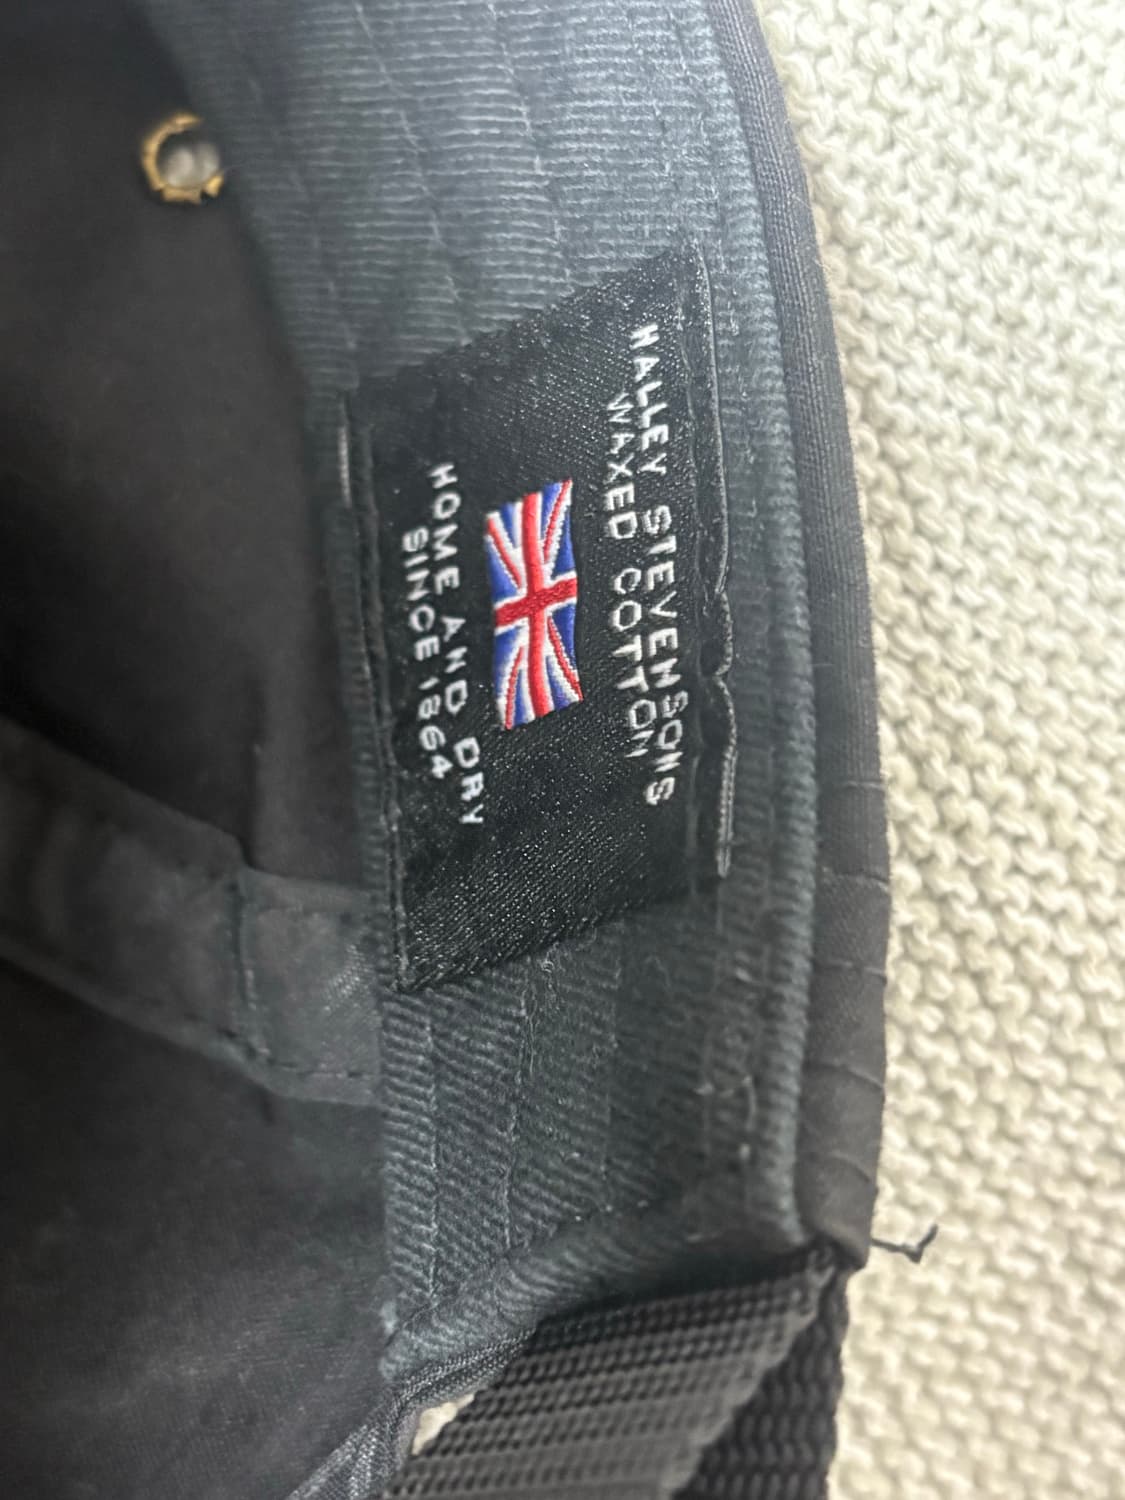 HALLEY STEVENSONS
WAXED COTTON
HOME AND DRY
SINCE 1864